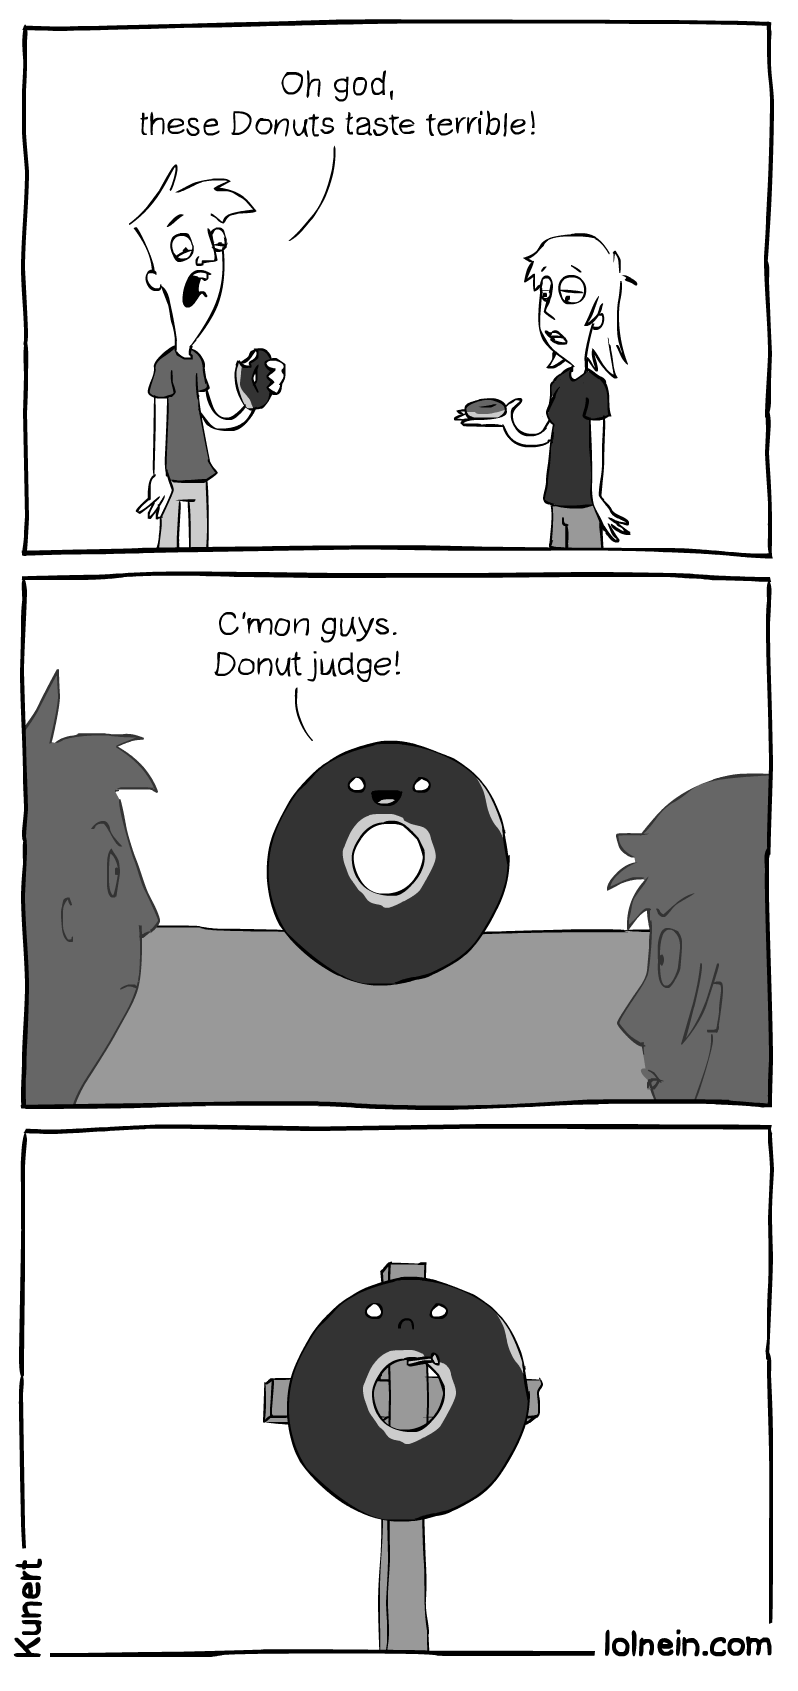 Oh god,
these Donuts taste terrible!
C'mon guys.
Donut judge!
Kunert
lolnein.com